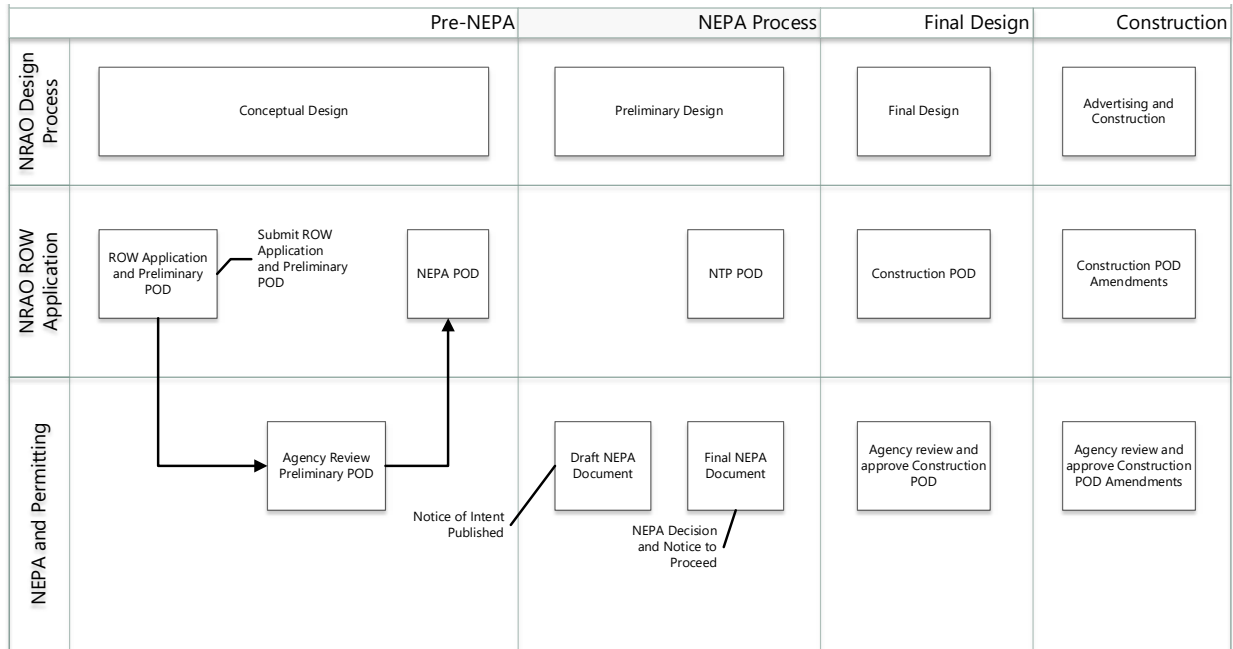 Pre-NEPA
NEPA Process
Final Design
Construction
NRAO Design
Process
Conceptual Design
Preliminary Design
Final Design
Advertising and
Construction
NRAO ROW
Application
ROW Application
and Preliminary
POD
Submit ROW
Application
and Preliminary
POD
NEPA POD
NTP POD
Construction POD
Construction POD
Amendments
NEPA and Permitting
Agency Review
Preliminary POD
Notice of Intent
Published
Draft NEPA
Document
Final NEPA
Document
NEPA Decision
and Notice to
Proceed
Agency review and
approve Construction
POD
Agency review and
approve Construction
POD Amendments